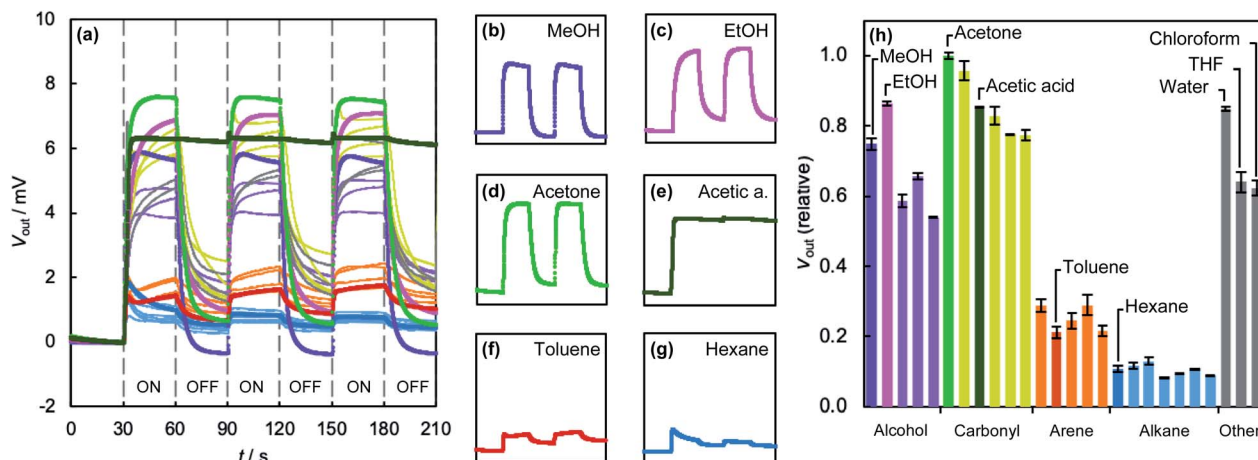 (a)
V_out / mV
10
8
6
4
2
0
-2
ON OFF ON OFF ON OFF
0 30 60 90 120 150 180 210
t / s
(b) MeOH
(c) EtOH
(d) Acetone
(e) Acetic a.
(f) Toluene
(g) Hexane
(h)
V_out (relative)
1.0
0.8
0.6
0.4
0.2
0.0
MeOH
EtOH
Acetone
Acetic acid
Toluene
Hexane
Chloroform
THF
Water
Alcohol Carbonyl Arene Alkane Other